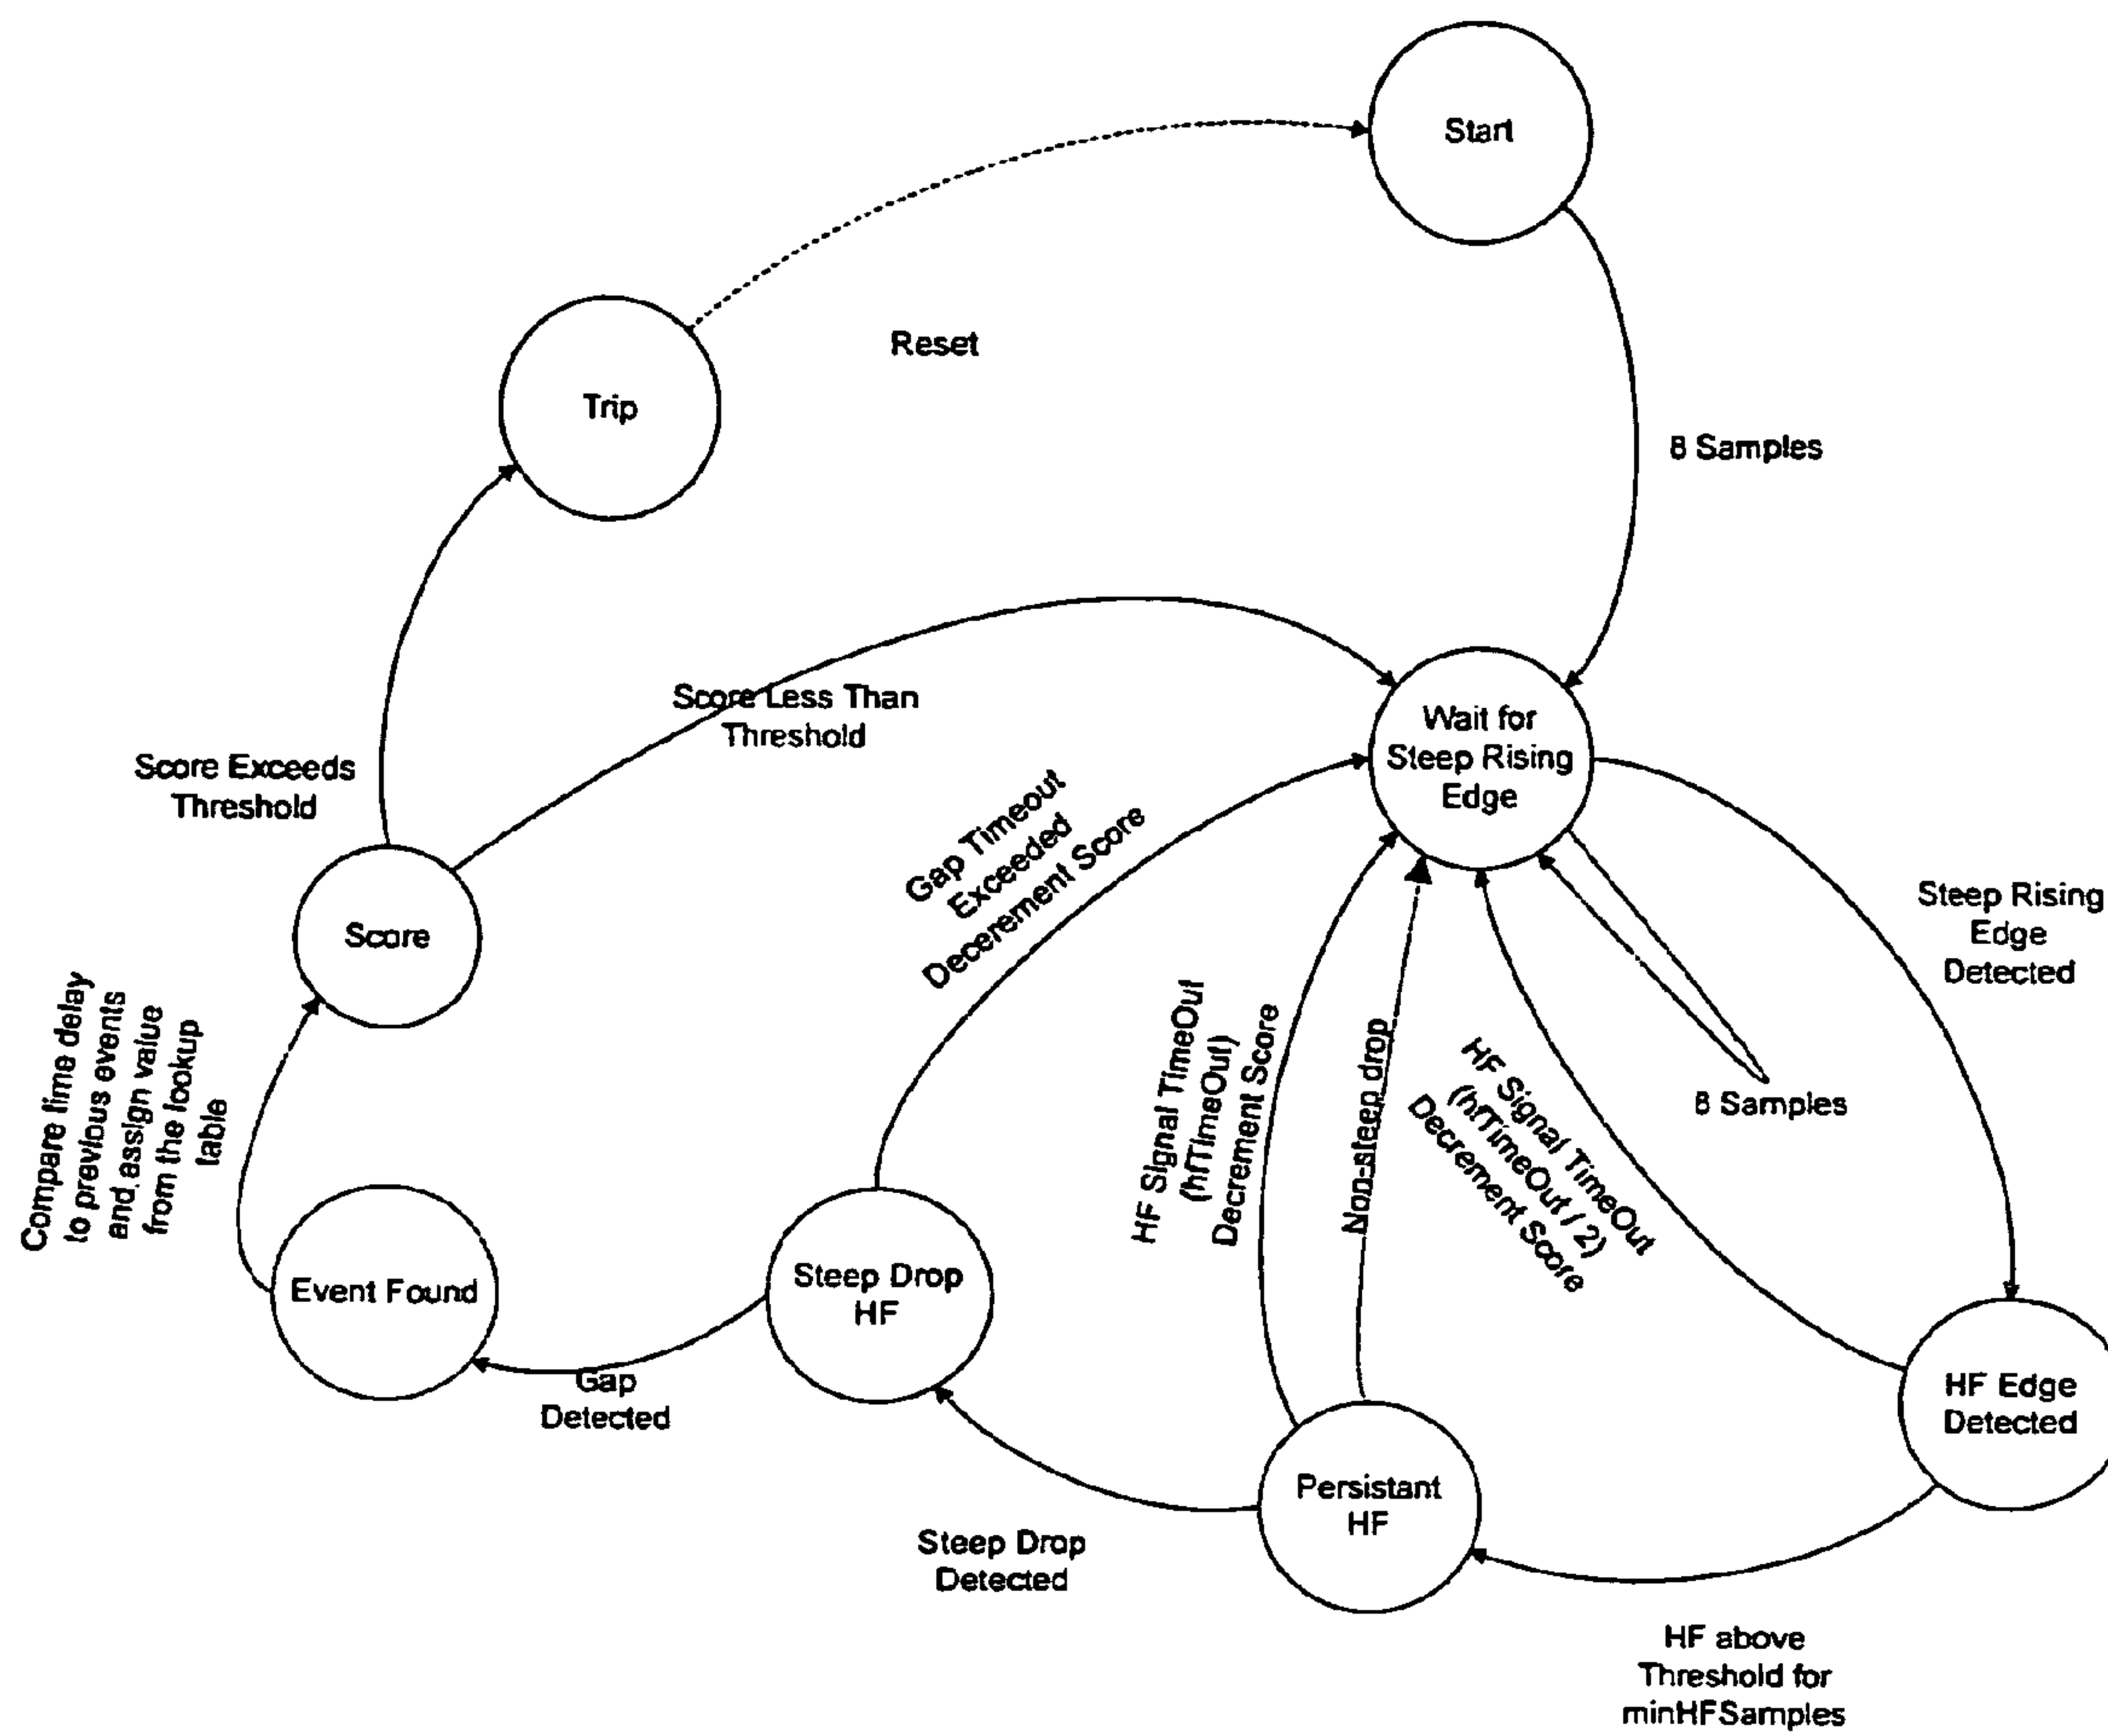 Start
Reset
Trip
8 Samples
Score Less Than
Threshold
Wait for
Steep Rising
Edge
Score Exceeds
Threshold
Gap Timeout
Exceeded
Decerement Score
Steep Rising
Edge
Detected
Score
Compare time delay
to previous events
and assign value
from the lookup
table
HF Signal TimeOut
(hfTimeOut)
Decrement Score
Non-steep drop
HF Signal TimeOut
(hfTimeOut / 2)
Decrement Score
8 Samples
Event Found
Steep Drop
HF
Gap
Detected
HF Edge
Detected
Persistant
HF
Steep Drop
Detected
HF above
Threshold for
minHFSamples